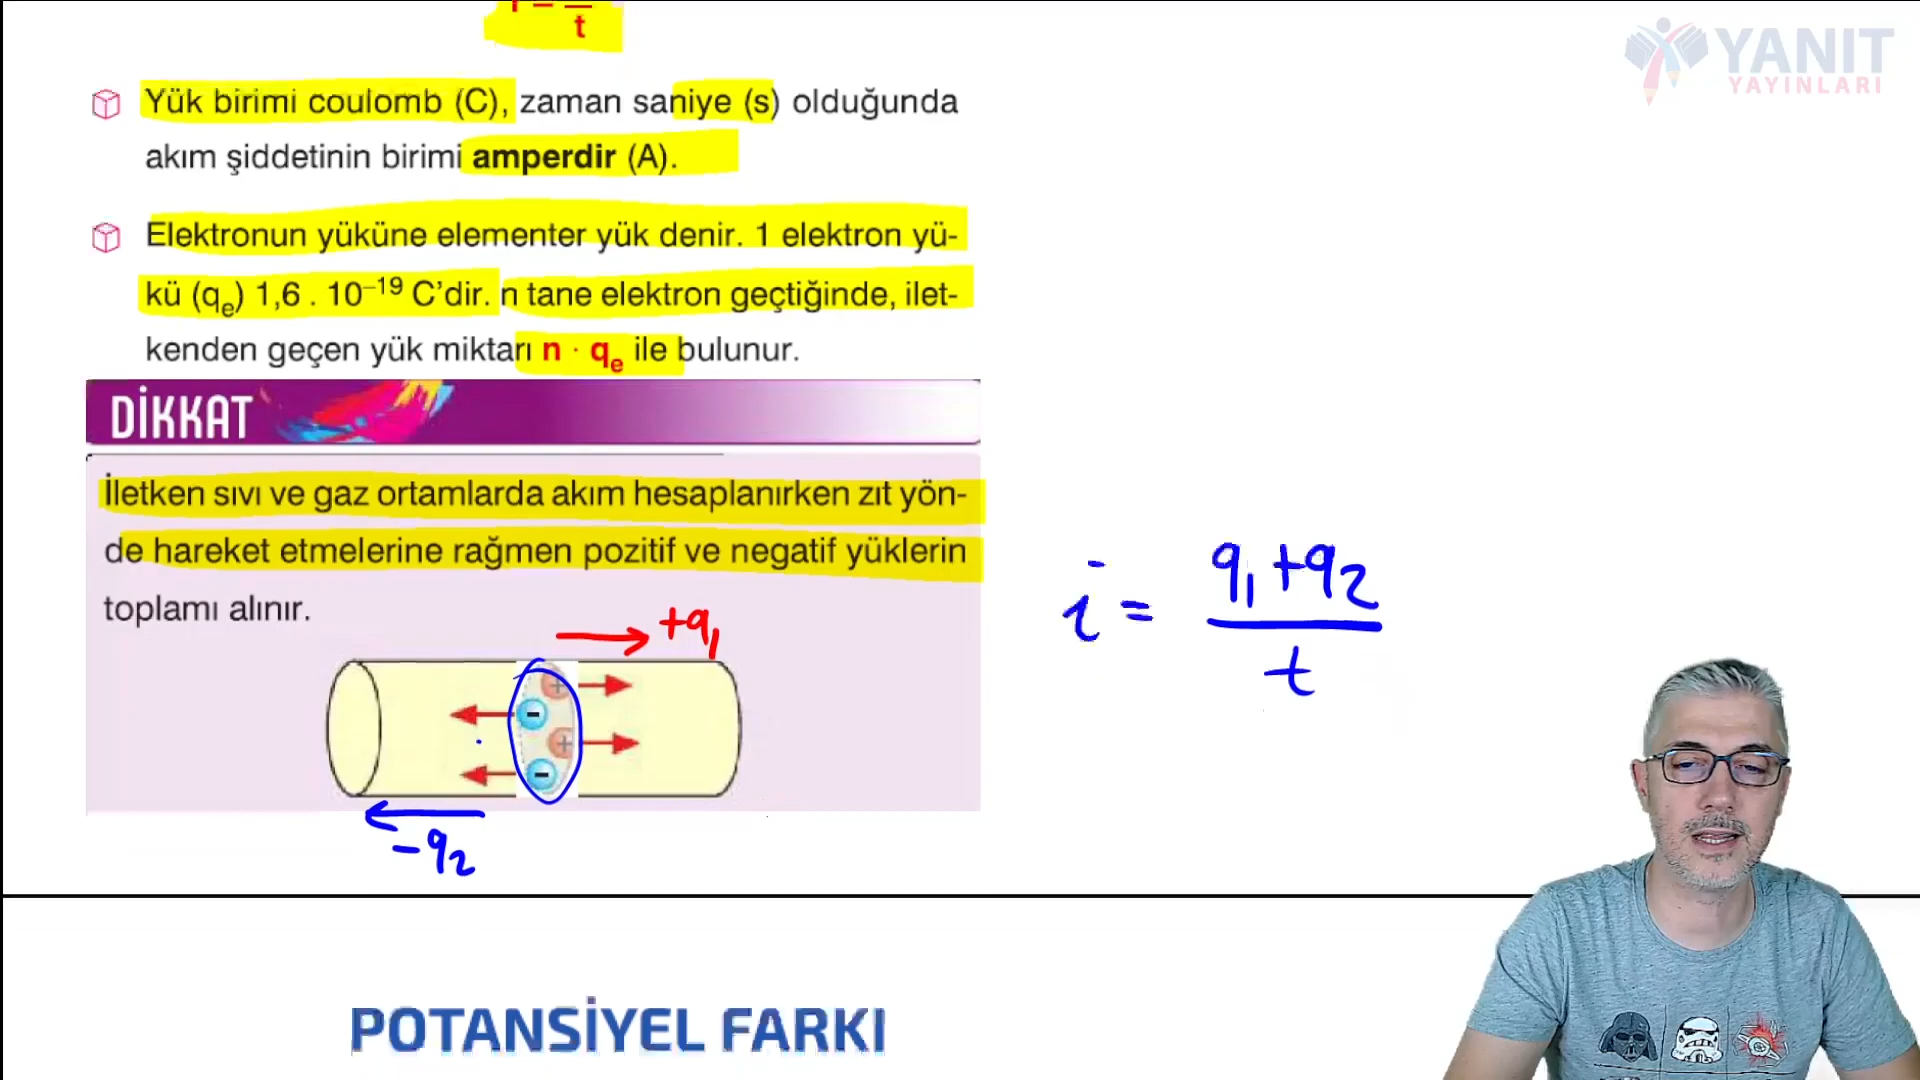 t
YANIT
YAYINLARI
Yük birimi coulomb (C), zaman saniye (s) olduğunda
akım şiddetinin birimi amperdir (A).
Elektronun yüküne elementer yük denir. 1 elektron yü-
kü (qe) 1,6 . 10⁻¹⁹ C'dir. n tane elektron geçtiğinde, ilet-
kenden geçen yük miktarı n · qe ile bulunur.
DİKKAT
İletken sıvı ve gaz ortamlarda akım hesaplanırken zıt yön-
de hareket etmelerine rağmen pozitif ve negatif yüklerin
toplamı alınır.
+q1
+
-
+
-
-q2
i = q1+q2
t
POTANSİYEL FARKI